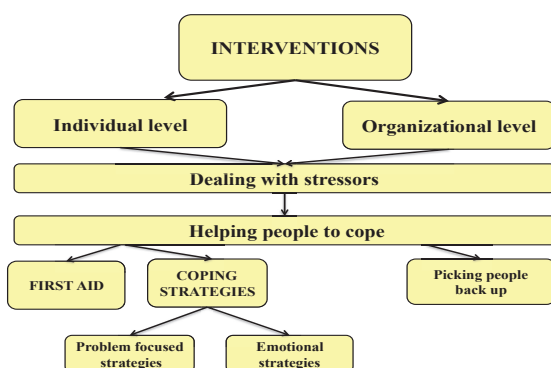 INTERVENTIONS
Individual level
Organizational level
Dealing with stressors
Helping people to cope
FIRST AID
COPING
STRATEGIES
Picking people
back up
Problem focused
strategies
Emotional
strategies